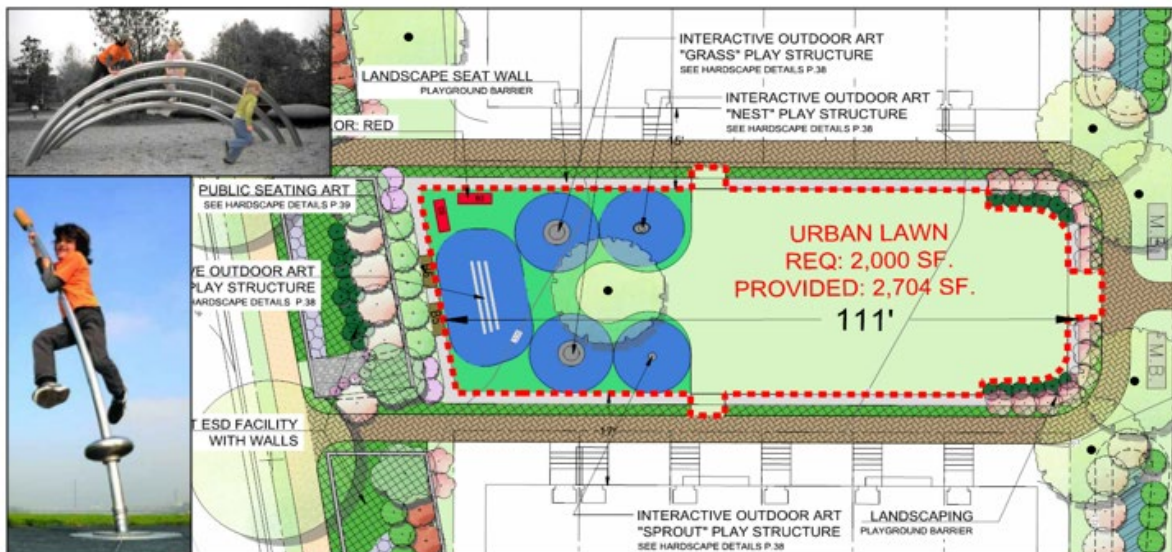 INTERACTIVE OUTDOOR ART
"GRASS" PLAY STRUCTURE
SEE HARDSCAPE DETAILS P.38
LANDSCAPE SEAT WALL
PLAYGROUND BARRIER
INTERACTIVE OUTDOOR ART
"NEST" PLAY STRUCTURE
SEE HARDSCAPE DETAILS P.38
OR: RED
15'
PUBLIC SEATING ART
SEE HARDSCAPE DETAILS P.39
URBAN LAWN
REQ: 2,000 SF.
PROVIDED: 2,704 SF.
M.B.
VE OUTDOOR ART
PLAY STRUCTURE
HARDSCAPE DETAILS P.38
111'
M.B.
T ESD FACILITY
WITH WALLS
17'
INTERACTIVE OUTDOOR ART
"SPROUT" PLAY STRUCTURE
SEE HARDSCAPE DETAILS P.38
LANDSCAPING
PLAYGROUND BARRIER